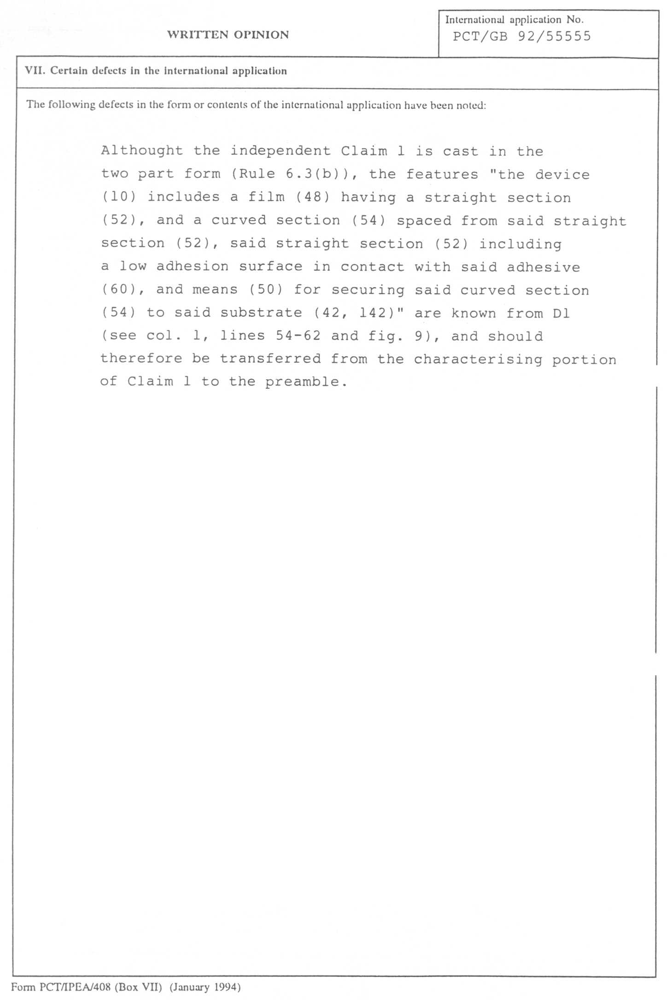 WRITTEN OPINION
International application No.
PCT/GB 92/55555
VII. Certain defects in the international application
The following defects in the form or contents of the international application have been noted:
Althought the independent Claim 1 is cast in the
two part form (Rule 6.3(b)), the features "the device
(10) includes a film (48) having a straight section
(52), and a curved section (54) spaced from said straight
section (52), said straight section (52) including
a low adhesion surface in contact with said adhesive
(60), and means (50) for securing said curved section
(54) to said substrate (42, 142)" are known from D1
(see col. 1, lines 54-62 and fig. 9), and should
therefore be transferred from the characterising portion
of Claim 1 to the preamble.
Form PCT/IPEA/408 (Box VII) (January 1994)